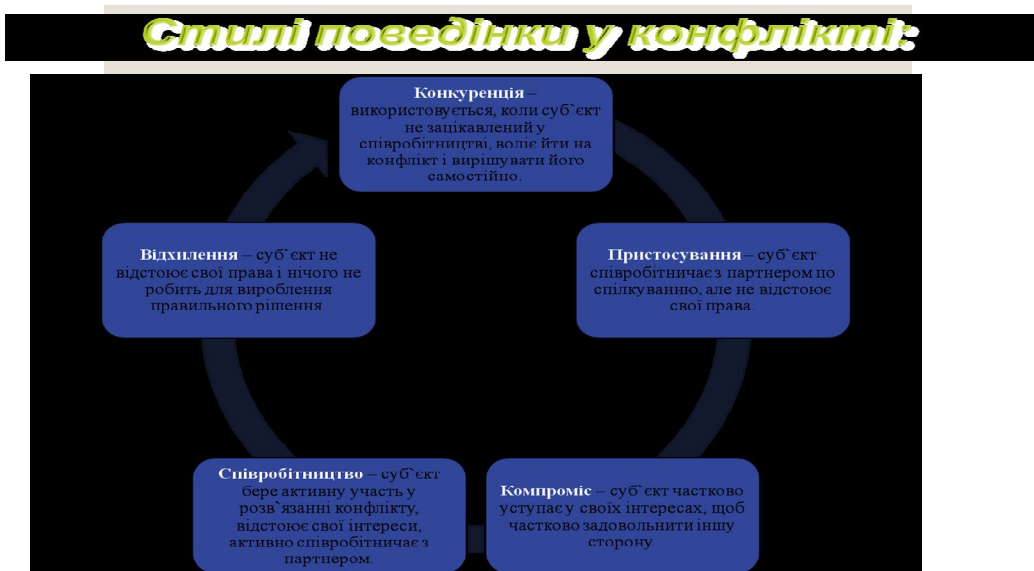 Стилі поведінки у конфлікті:
Конкуренція –
використовується, коли суб`єкт
не зацікавлений у
співробітництві, воліє йти на
конфлікт і вирішувати його
самостійно.
Пристосування – суб`єкт
співробітничає з партнером по
спілкуванню, але не відстоює
свої права.
Компроміс – суб`єкт частково
уступає у своїх інтересах, щоб
частково задовольнити іншу
сторону
Співробітництво – суб`єкт
бере активну участь у
розв`язанні конфлікту,
відстоює свої інтереси,
активно співробітничає з
партнером.
Відхилення – суб`єкт не
відстоює свої права і нічого не
робить для вироблення
правильного рішення.